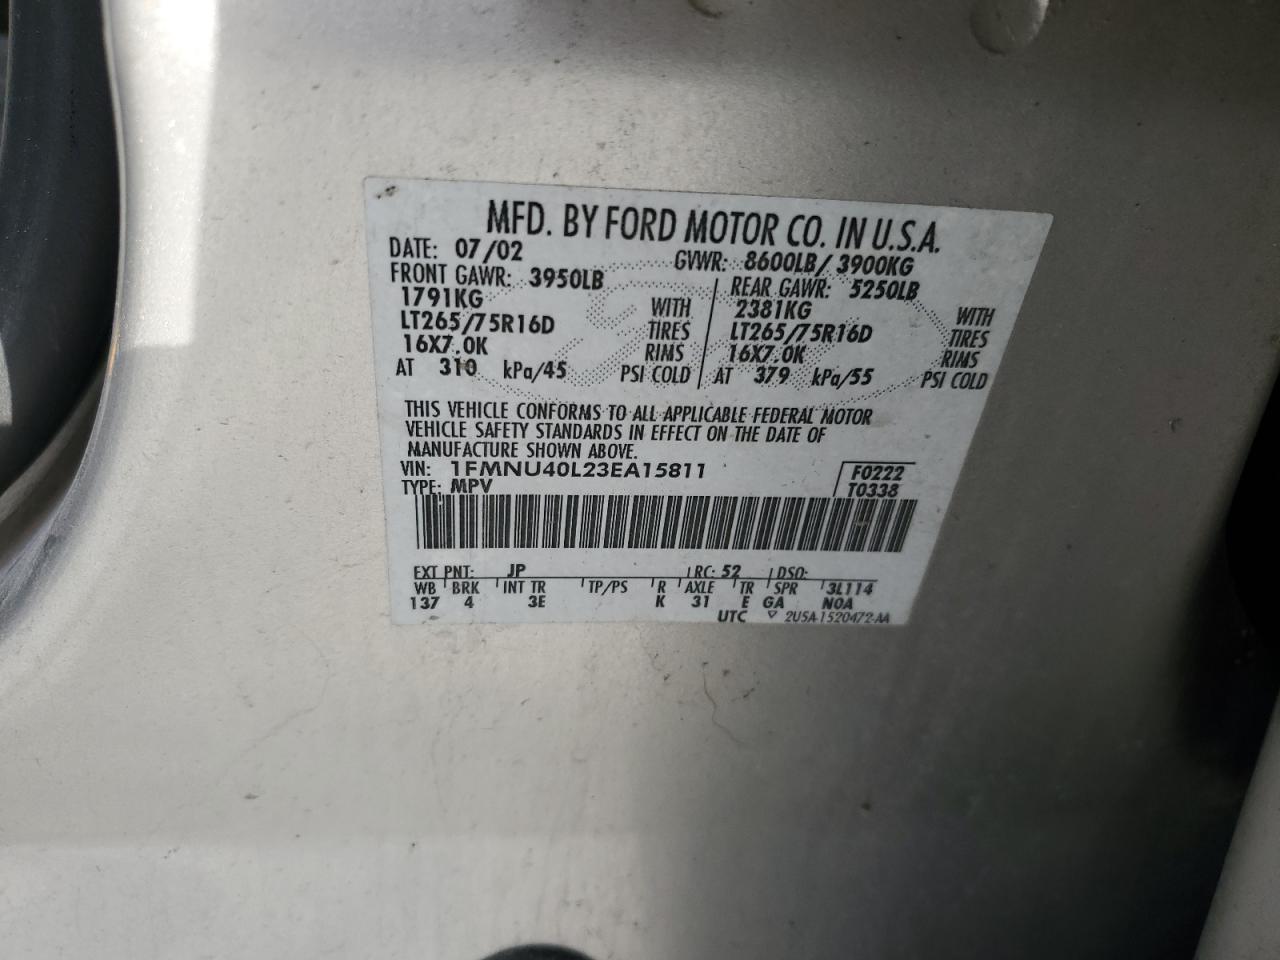 MFD. BY FORD MOTOR CO. IN U.S.A.
DATE: 07/02 GVWR: 8600LB/ 3900KG
FRONT GAWR: 3950LB REAR GAWR: 5250LB
1791KG WITH 2381KG WITH
LT265/75R16D TIRES LT265/75R16D TIRES
16X7.0K RIMS 16X7.0K RIMS
AT 310 kPa/45 PSI COLD AT 379 kPa/55 PSI COLD
THIS VEHICLE CONFORMS TO ALL APPLICABLE FEDERAL MOTOR
VEHICLE SAFETY STANDARDS IN EFFECT ON THE DATE OF
MANUFACTURE SHOWN ABOVE.
VIN: 1FMNU40L23EA15811 F0222
TYPE: MPV T0338
EXT PNT: JP RC: 52 DSO:
WB BRK INT TR TP/PS R AXLE TR SPR 3L114
137 4 3E K 31 E GA NOA
UTC ▽ 2U5A-1520472-AA